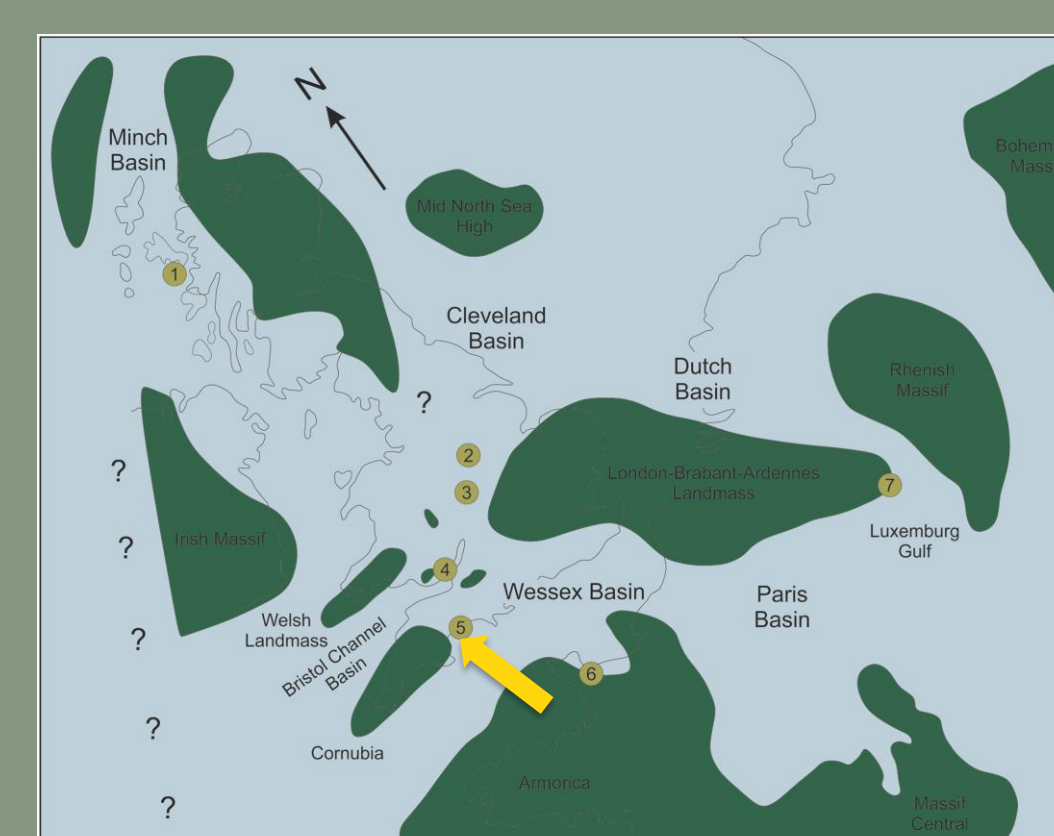 N
Minch
Basin
Bohem
Mass
Mid North Sea
High
1
Cleveland
Basin
Dutch
Basin
Rhenish
Massif
?
2
?
3
London-Brabant-Ardennes
Landmass
7
Luxemburg
Gulf
Irish Massif
?
4
Wessex Basin
Paris
Basin
Welsh
Landmass
Bristol Channel
Basin
5
?
6
?
Cornubia
Armorica
?
Massif
Central